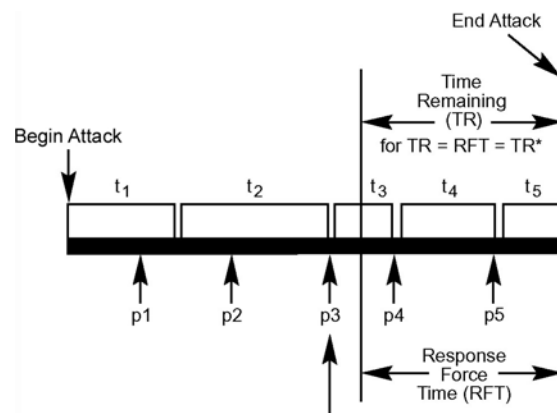 End Attack
Time
Remaining
(TR)
for TR = RFT = TR*
Begin Attack
t1 t2 t3 t4 t5
p1 p2 p3 p4 p5
Response
Force
Time (RFT)